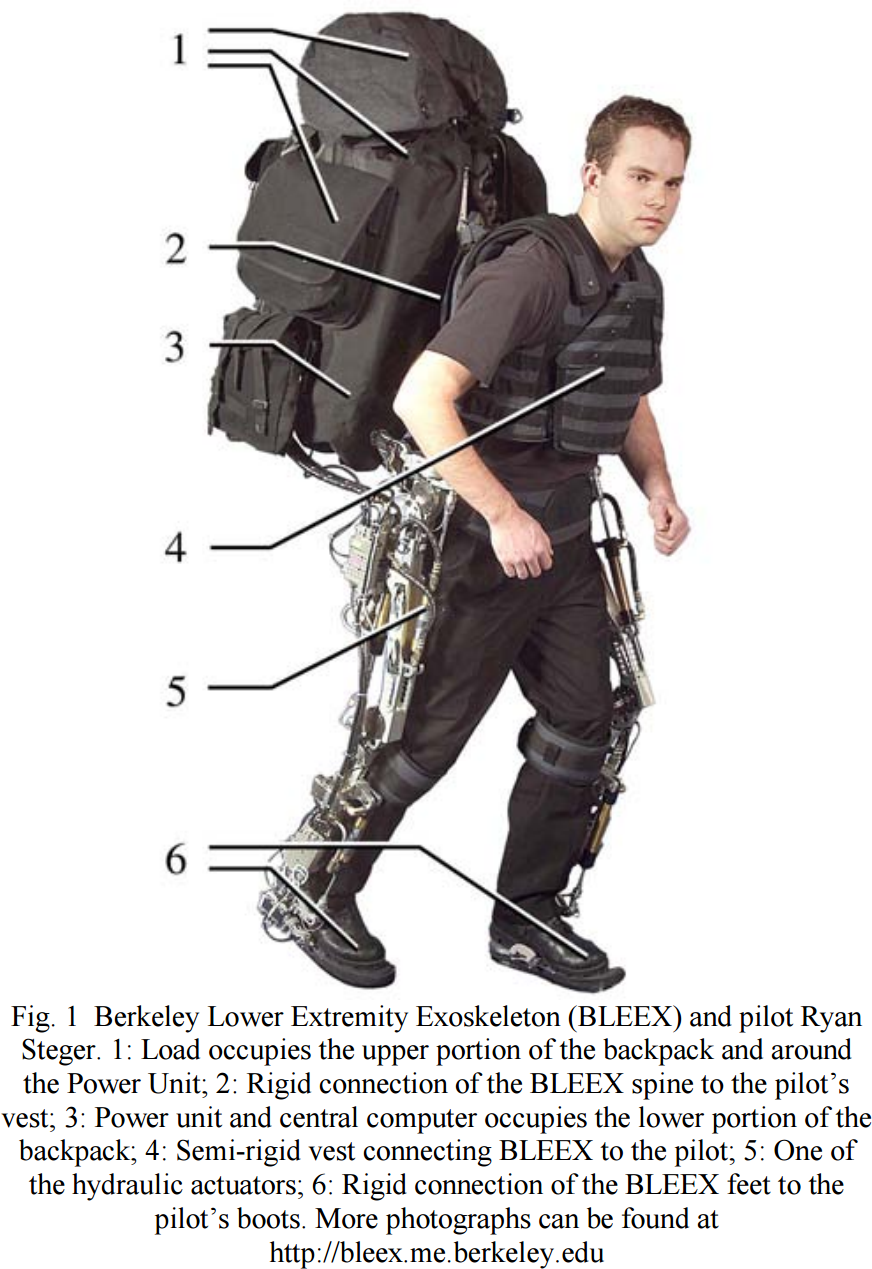 1
2
3
4
5
6
Fig. 1 Berkeley Lower Extremity Exoskeleton (BLEEX) and pilot Ryan
Steger. 1: Load occupies the upper portion of the backpack and around
the Power Unit; 2: Rigid connection of the BLEEX spine to the pilot’s
vest; 3: Power unit and central computer occupies the lower portion of the
backpack; 4: Semi-rigid vest connecting BLEEX to the pilot; 5: One of
the hydraulic actuators; 6: Rigid connection of the BLEEX feet to the
pilot’s boots. More photographs can be found at
http://bleex.me.berkeley.edu